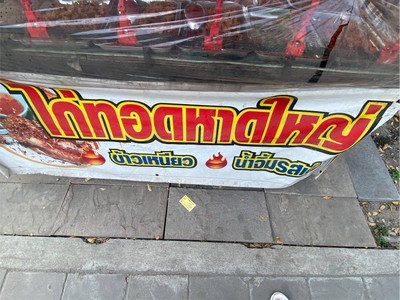 ไก่ทอดหาดใหญ่
ข้าวเหนียว น้ำจิ้มรสเด็ด